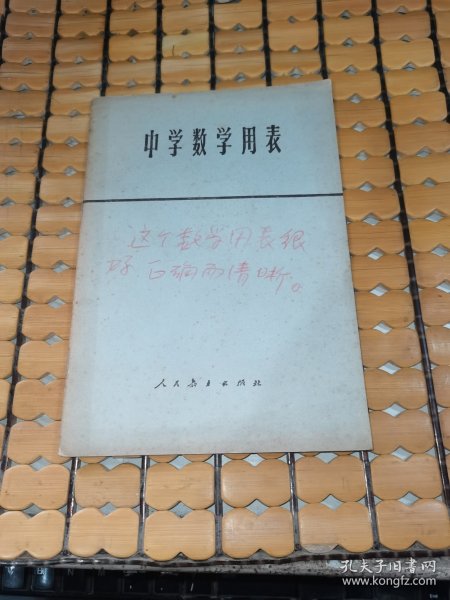 中学数学用表
这个数学用表很
好 正确而清晰。
人民教育出版社
孔夫子旧书网
www.kongfz.com